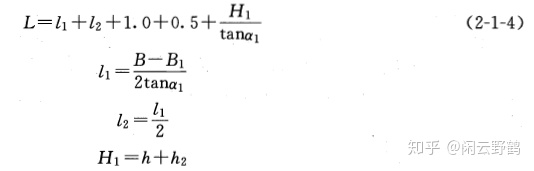 L=l₁+l₂+1.0+0.5+H₁/tanα₁ (2-1-4)
l₁=B-B₁/2tanα₁
l₂=l₁/2
H₁=h+h₂
知乎 @闲云野鹤